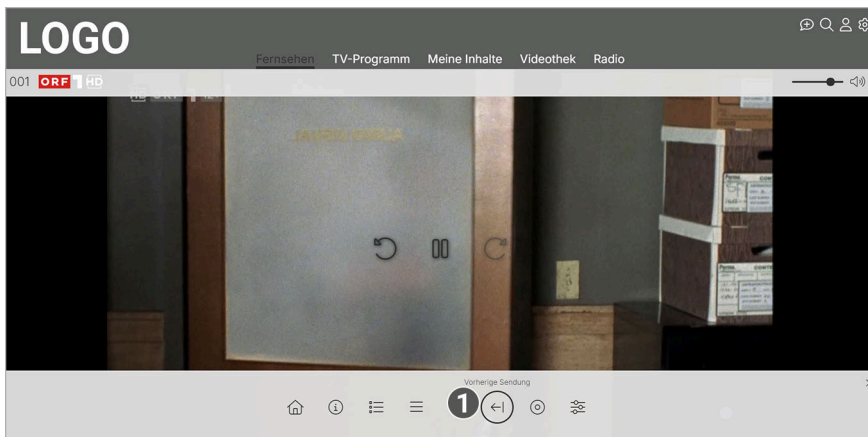 LOGO
Fernsehen TV-Programm Meine Inhalte Videothek Radio
001 ORF 1 HD
Vorherige Sendung
1